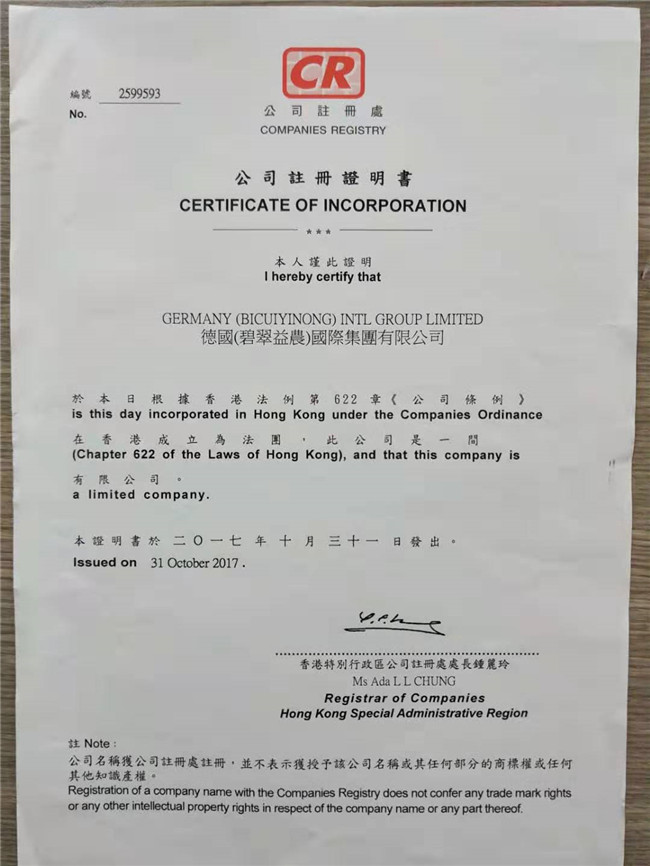 CR
編號 2599593
No.
公司註冊處
COMPANIES REGISTRY
公司註冊證明書
CERTIFICATE OF INCORPORATION
***
本人謹此證明
I hereby certify that
GERMANY (BICUIYINONG) INTL GROUP LIMITED
德國(碧翠益農)國際集團有限公司
於本日根據香港法例第622章《公司條例》
is this day incorporated in Hong Kong under the Companies Ordinance
在香港成立為法團，此公司是一間
(Chapter 622 of the Laws of Hong Kong), and that this company is
有限公司。
a limited company.
本證明書於二〇一七年十月三十一日發出。
Issued on 31 October 2017.
香港特別行政區公司註冊處處長鍾麗玲
Ms Ada L L CHUNG
Registrar of Companies
Hong Kong Special Administrative Region
註 Note:
公司名稱獲公司註冊處註冊，並不表示獲授予該公司名稱或其任何部分的商標權或任何
其他知識產權。
Registration of a company name with the Companies Registry does not confer any trade mark rights
or any other intellectual property rights in respect of the company name or any part thereof.